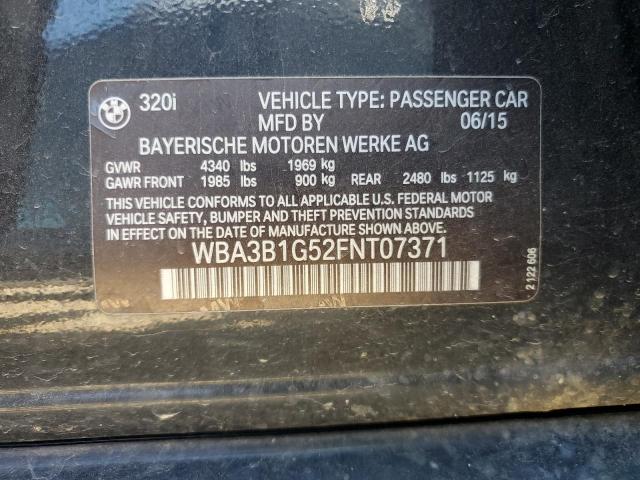 BMW 320i VEHICLE TYPE: PASSENGER CAR
MFD BY 06/15
BAYERISCHE MOTOREN WERKE AG
GVWR 4340 lbs 1969 kg
GAWR FRONT 1985 lbs 900 kg REAR 2480 lbs 1125 kg
THIS VEHICLE CONFORMS TO ALL APPLICABLE U.S. FEDERAL MOTOR
VEHICLE SAFETY, BUMPER AND THEFT PREVENTION STANDARDS IN
EFFECT ON THE DATE OF MANUFACTURE SHOWN ABOVE.
WBA3B1G52FNT07371
2 122 606